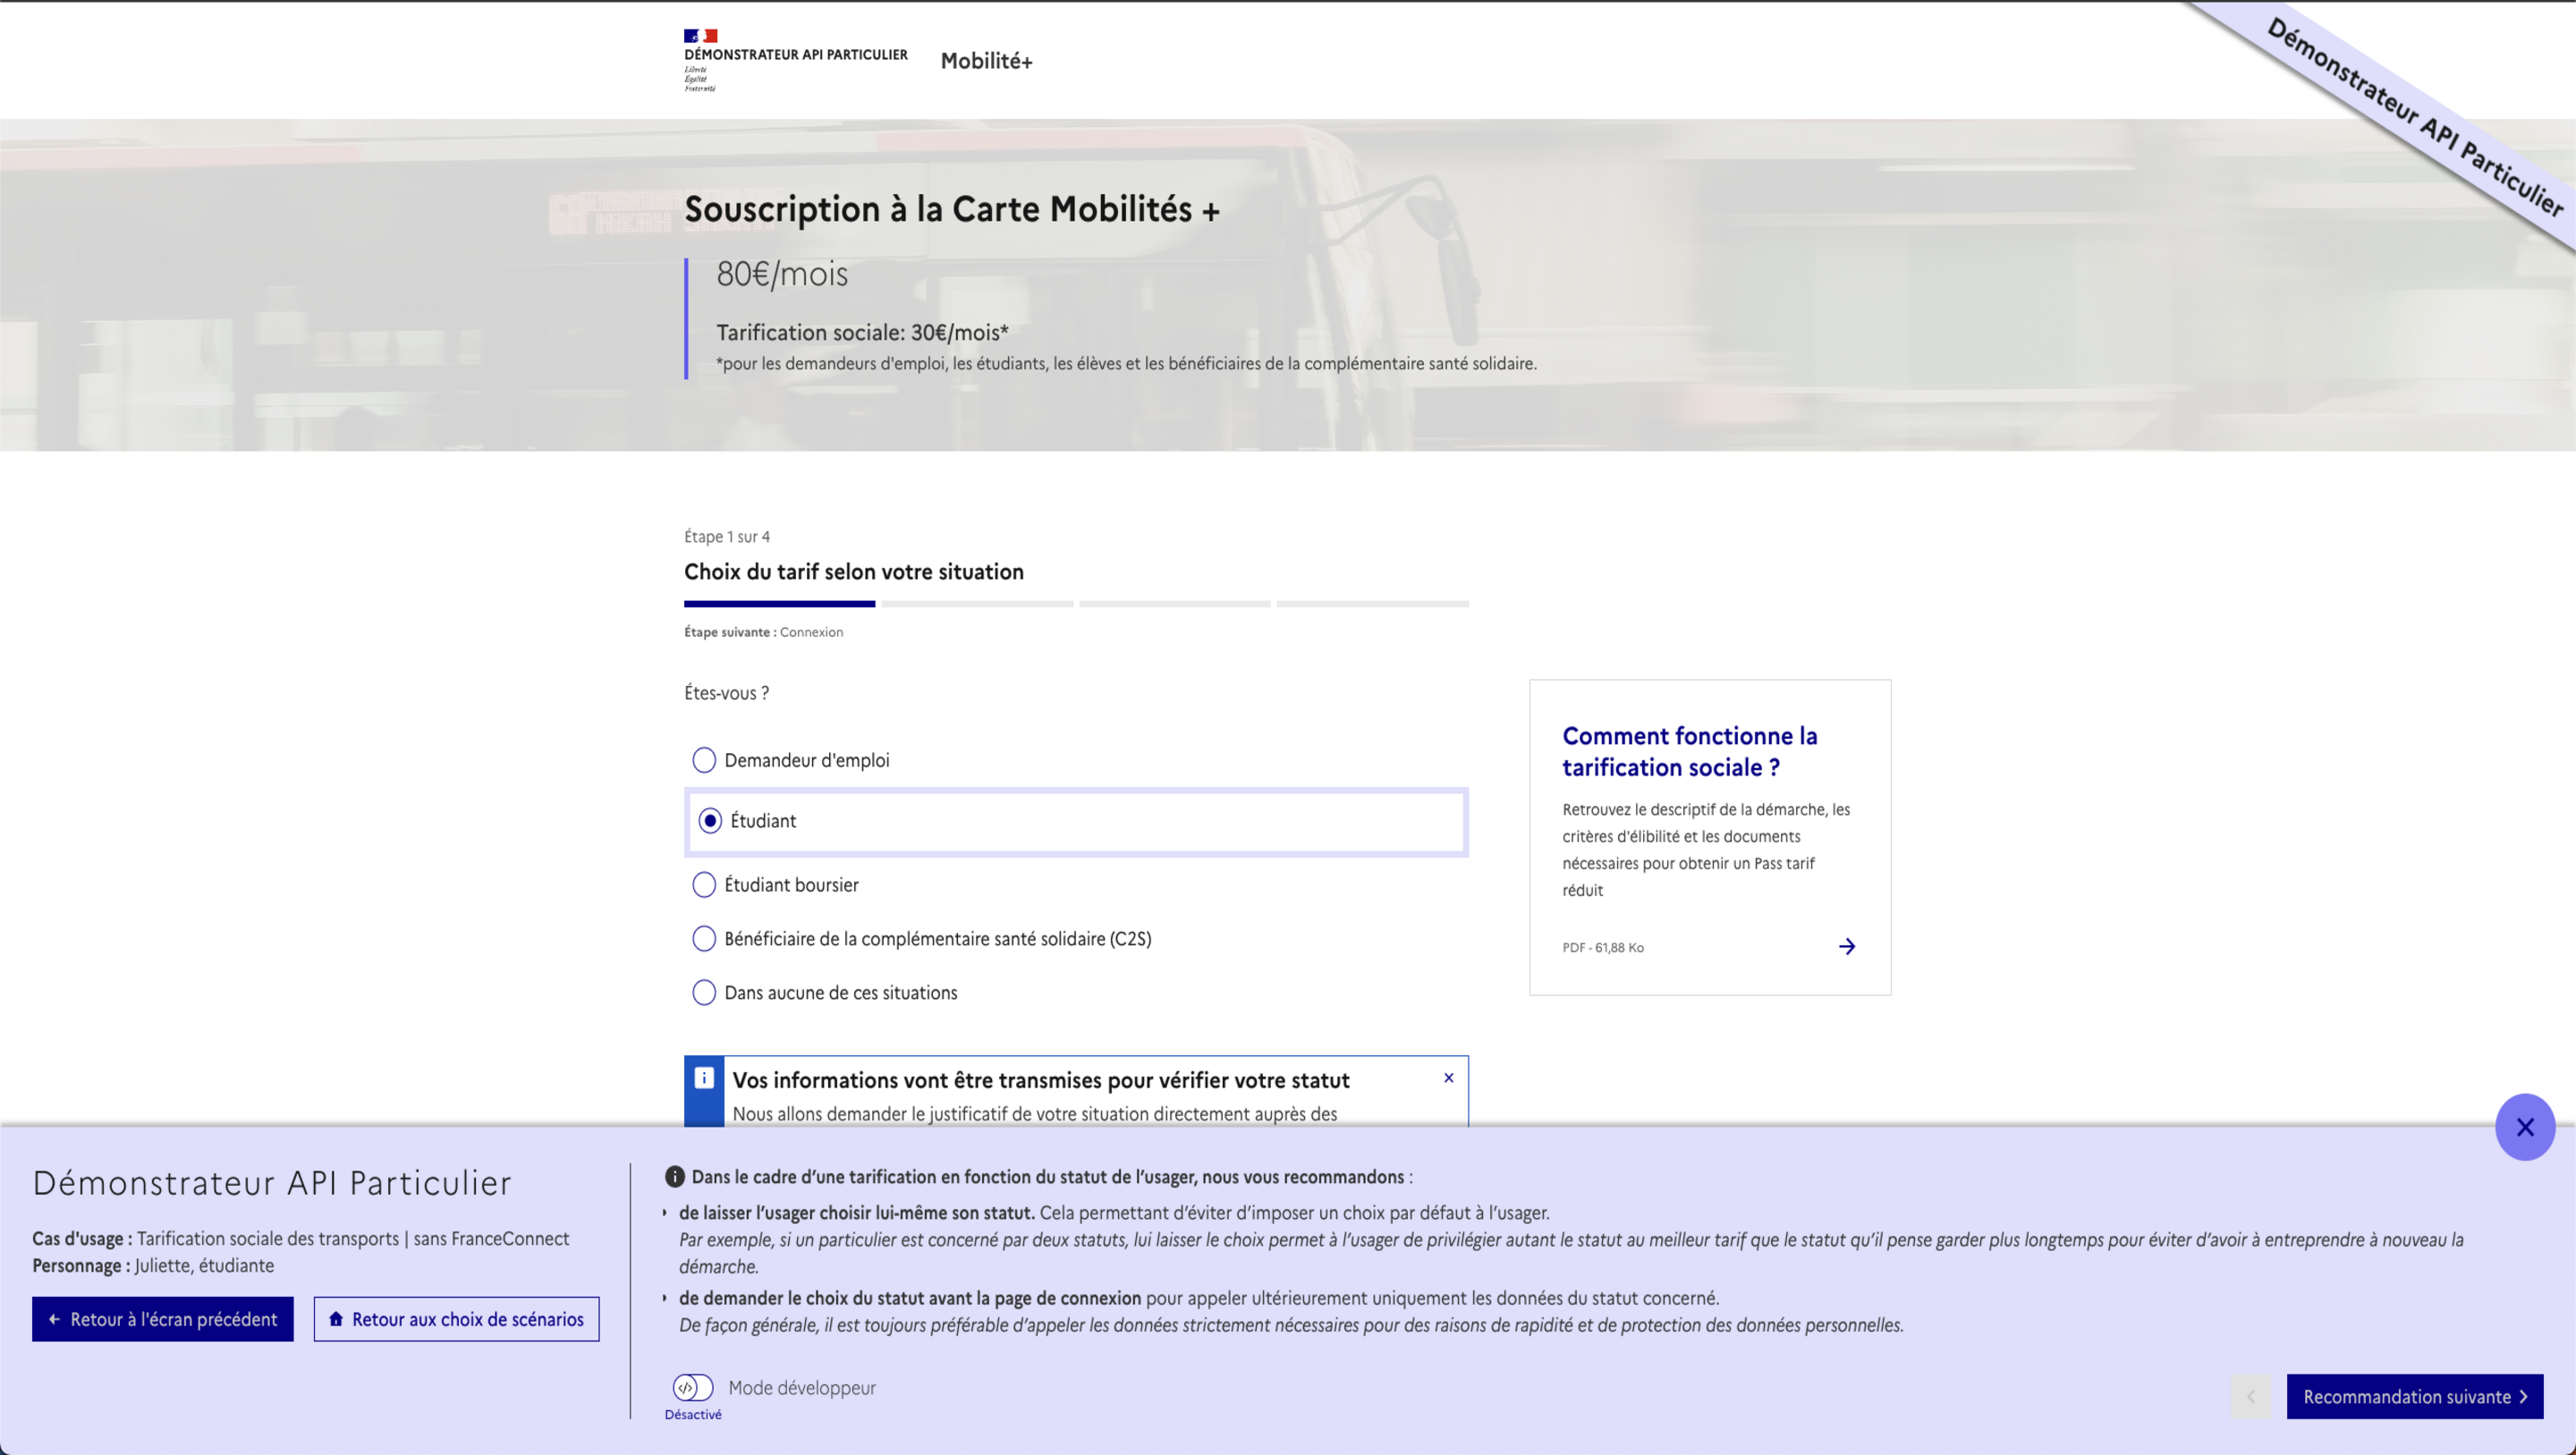 DÉMONSTRATEUR API PARTICULIER
Liberté
Égalité
Fraternité
Mobilité+
Démonstrateur API Particulier
Souscription à la Carte Mobilités +
80€/mois
Tarification sociale: 30€/mois*
*pour les demandeurs d'emploi, les étudiants, les élèves et les bénéficiaires de la complémentaire santé solidaire.
Étape 1 sur 4
Choix du tarif selon votre situation
Étape suivante : Connexion
Êtes-vous ?
Demandeur d'emploi
Étudiant
Étudiant boursier
Bénéficiaire de la complémentaire santé solidaire (C2S)
Dans aucune de ces situations
Comment fonctionne la
tarification sociale ?
Retrouvez le descriptif de la démarche, les
critères d'élibilité et les documents
nécessaires pour obtenir un Pass tarif
réduit
PDF - 61,88 Ko
Vos informations vont être transmises pour vérifier votre statut
Nous allons demander le justificatif de votre situation directement auprès des
Démonstrateur API Particulier
Cas d'usage : Tarification sociale des transports | sans FranceConnect
Personnage : Juliette, étudiante
Retour à l'écran précédent
Retour aux choix de scénarios
Dans le cadre d’une tarification en fonction du statut de l’usager, nous vous recommandons :
de laisser l’usager choisir lui-même son statut. Cela permettant d’éviter d’imposer un choix par défaut à l’usager.
Par exemple, si un particulier est concerné par deux statuts, lui laisser le choix permet à l’usager de privilégier autant le statut au meilleur tarif que le statut qu’il pense garder plus longtemps pour éviter d’avoir à entreprendre à nouveau la
démarche.
de demander le choix du statut avant la page de connexion pour appeler ultérieurement uniquement les données du statut concerné.
De façon générale, il est toujours préférable d’appeler les données strictement nécessaires pour des raisons de rapidité et de protection des données personnelles.
Mode développeur
Désactivé
Recommandation suivante